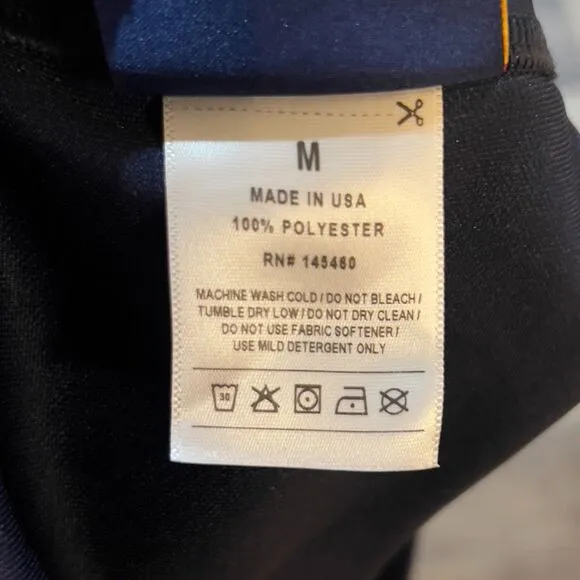 M
MADE IN USA
100% POLYESTER
RN# 145460
MACHINE WASH COLD / DO NOT BLEACH /
TUMBLE DRY LOW / DO NOT DRY CLEAN /
DO NOT USE FABRIC SOFTENER /
USE MILD DETERGENT ONLY
30